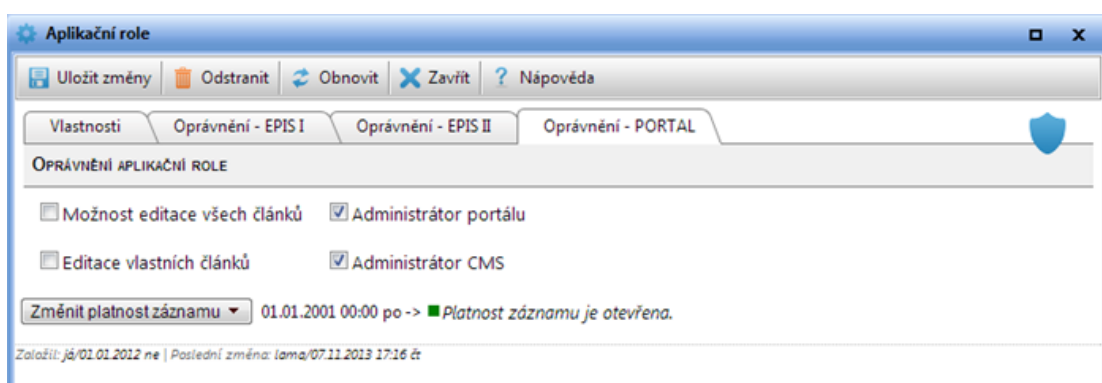 Aplikační role
Uložit změny Odstranit Obnovit Zavřít Nápověda
Vlastnosti Oprávnění - EPIS I Oprávnění - EPIS II Oprávnění - PORTAL
OPRÁVNĚNÍ APLIKAČNÍ ROLE
Možnost editace všech článků Administrátor portálu
Editace vlastních článků Administrátor CMS
Změnit platnost záznamu 01.01.2001 00:00 po -> Platnost záznamu je otevřena.
Založil: já/01.01.2012 ne | Poslední změna: lama/07.11.2013 17:16 čt